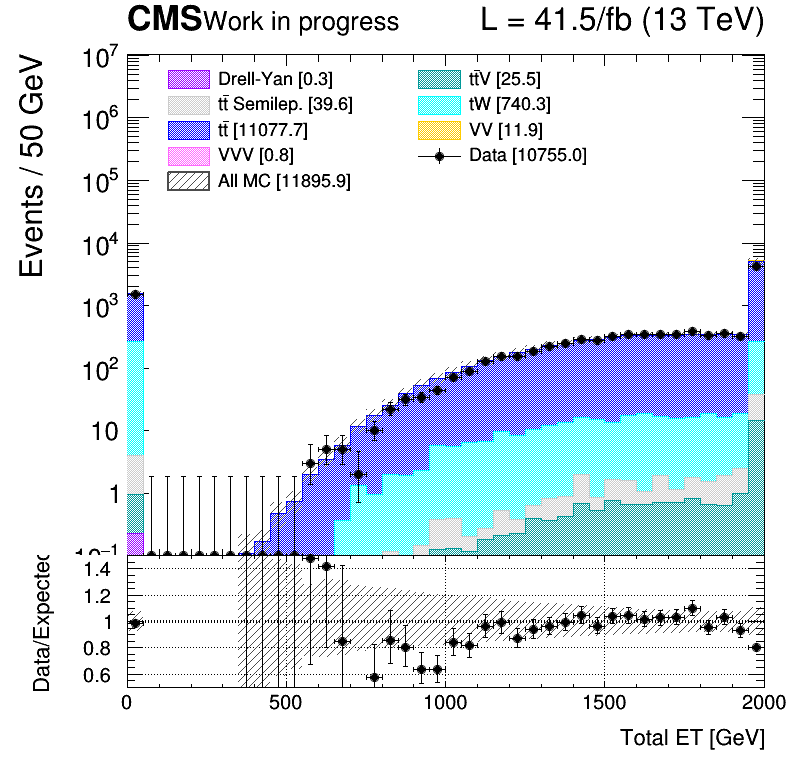 CMS Work in progress L = 41.5/fb (13 TeV)
Events / 50 GeV
10⁷
10⁶
10⁵
10⁴
10³
10²
10
1
10⁻¹
Drell-Yan [0.3]
tt̄ Semilep. [39.6]
tt̄ [11077.7]
VVV [0.8]
All MC [11895.9]
tt̄V [25.5]
tW [740.3]
VV [11.9]
Data [10755.0]
Data/Expected
1.4
1.2
1
0.8
0.6
0 500 1000 1500 2000
Total ET [GeV]